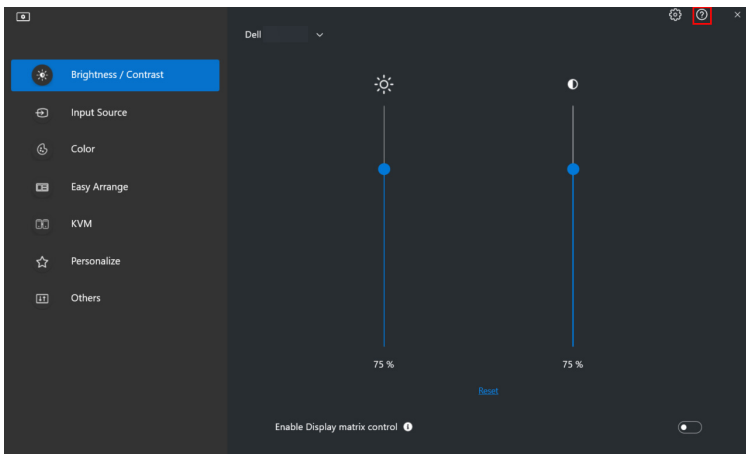 Dell
Brightness / Contrast
Input Source
Color
Easy Arrange
KVM
Personalize
Others
75 %
75 %
Reset
Enable Display matrix control